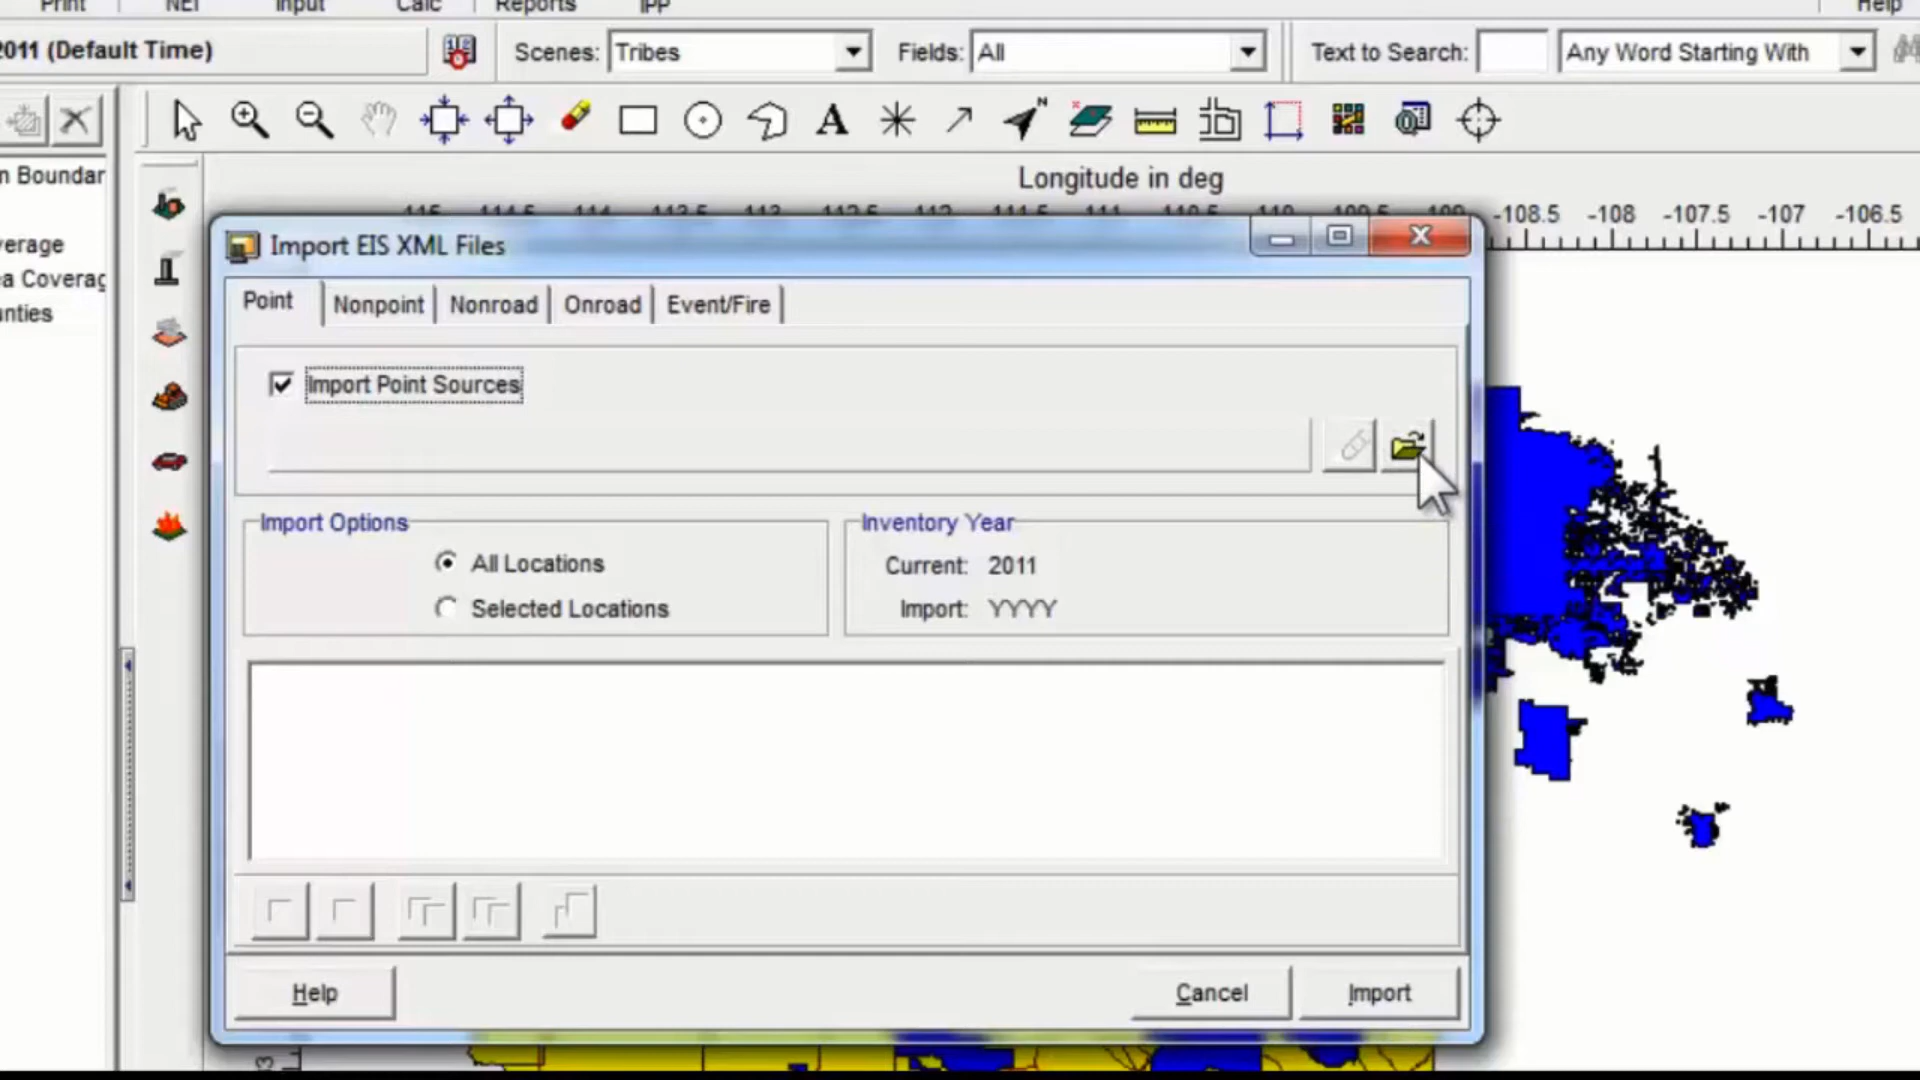 Print NEI Input Calc Reports IPP Help
2011 (Default Time) Scenes: Tribes Fields: All Text to Search: Any Word Starting With
A N
n Boundar
verage
ea Coverag
unties
Longitude in deg
-108.5 -108 -107.5 -107 -106.5
Import EIS XML Files
Point Nonpoint Nonroad Onroad Event/Fire
Import Point Sources
Import Options
All Locations
Selected Locations
Inventory Year
Current: 2011
Import: YYYY
Help Cancel Import